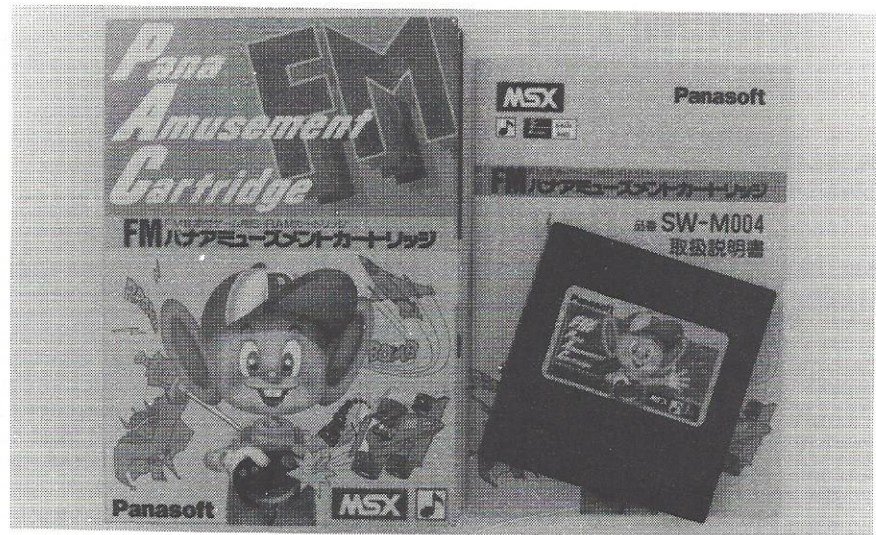 Pana
Amusement
Cartridge
FM
FMパナアミューズメントカートリッジ
Panasoft
MSX
MSX
Panasoft
FMパナアミューズメントカートリッジ
品番 SW-M004
取扱説明書